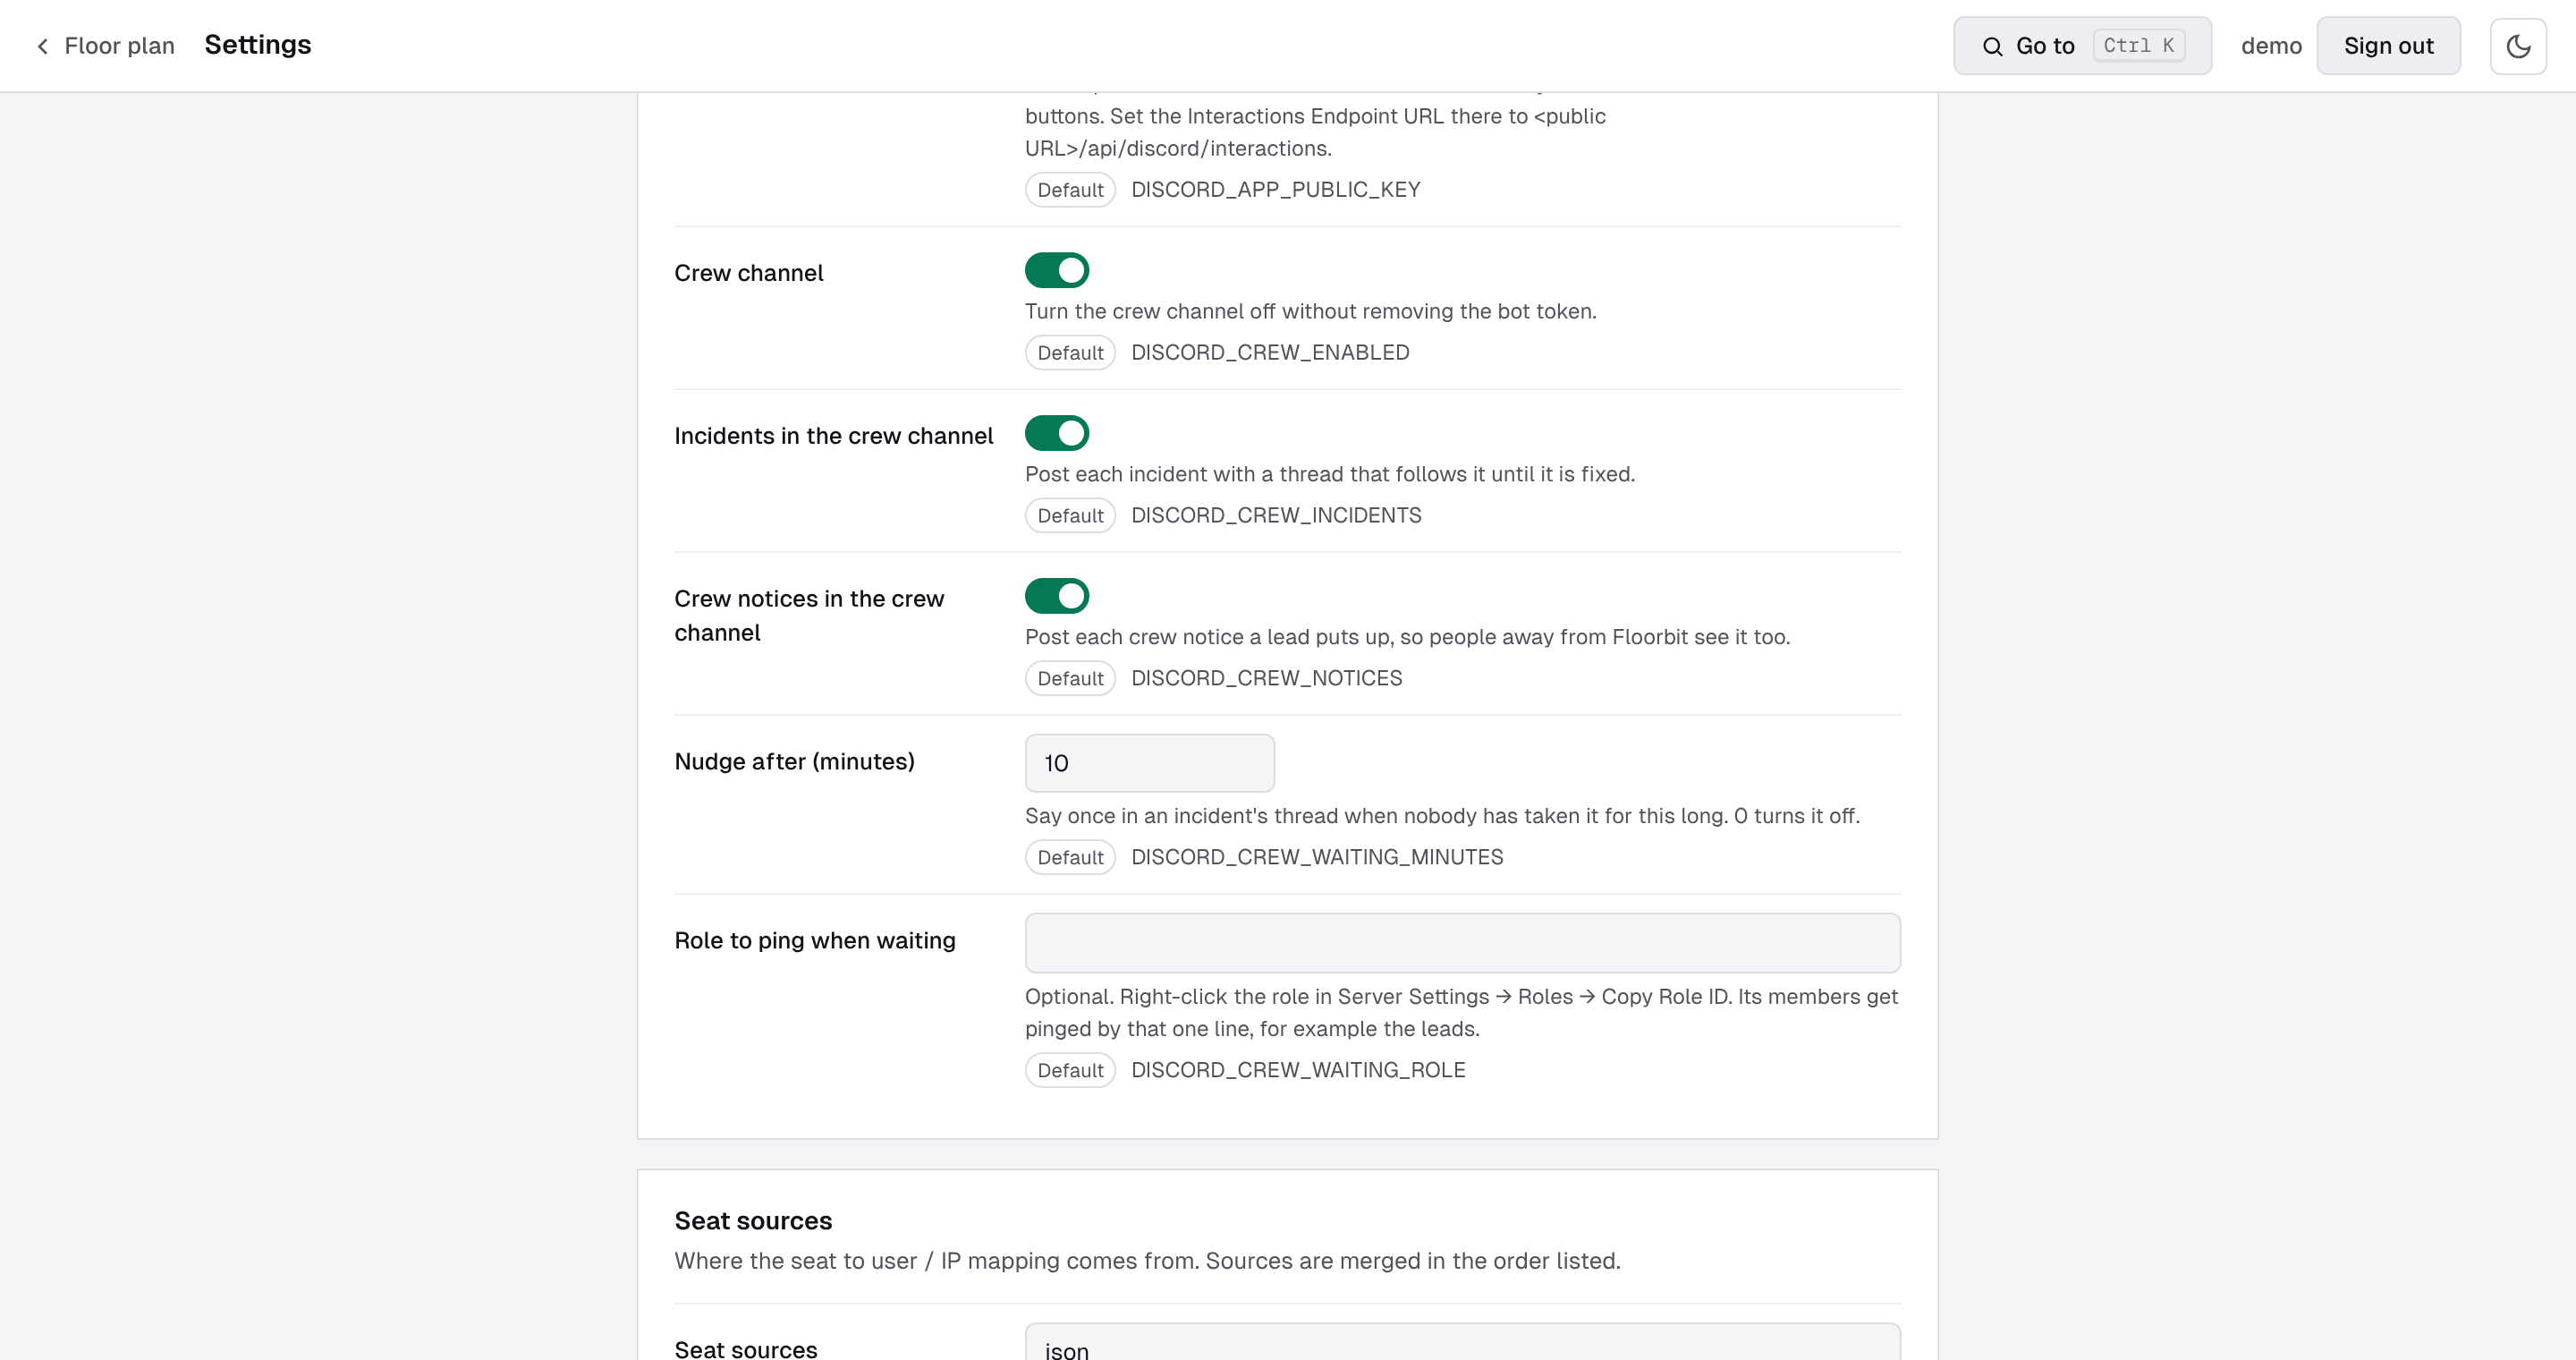 Floor plan Settings Go to Ctrl K demo Sign out
buttons. Set the Interactions Endpoint URL there to <public
URL>/api/discord/interactions.
Default DISCORD_APP_PUBLIC_KEY
Crew channel
Turn the crew channel off without removing the bot token.
Default DISCORD_CREW_ENABLED
Incidents in the crew channel
Post each incident with a thread that follows it until it is fixed.
Default DISCORD_CREW_INCIDENTS
Crew notices in the crew
channel
Post each crew notice a lead puts up, so people away from Floorbit see it too.
Default DISCORD_CREW_NOTICES
Nudge after (minutes)
10
Say once in an incident's thread when nobody has taken it for this long. 0 turns it off.
Default DISCORD_CREW_WAITING_MINUTES
Role to ping when waiting
Optional. Right-click the role in Server Settings → Roles → Copy Role ID. Its members get
pinged by that one line, for example the leads.
Default DISCORD_CREW_WAITING_ROLE
Seat sources
Where the seat to user / IP mapping comes from. Sources are merged in the order listed.
Seat sources
json